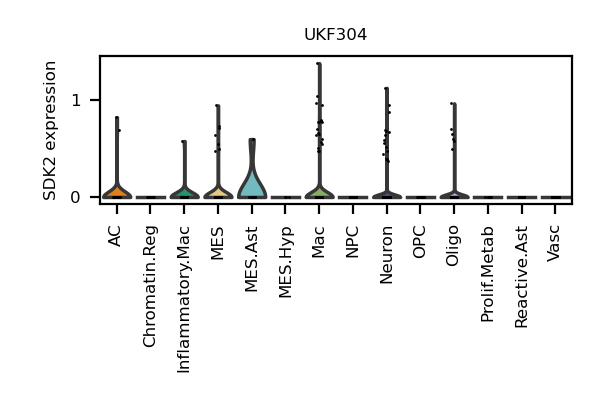 UKF304
SDK2 expression
1
0
AC
Chromatin.Reg
Inflammatory.Mac
MES
MES.Ast
MES.Hyp
Mac
NPC
Neuron
OPC
Oligo
Prolif.Metab
Reactive.Ast
Vasc